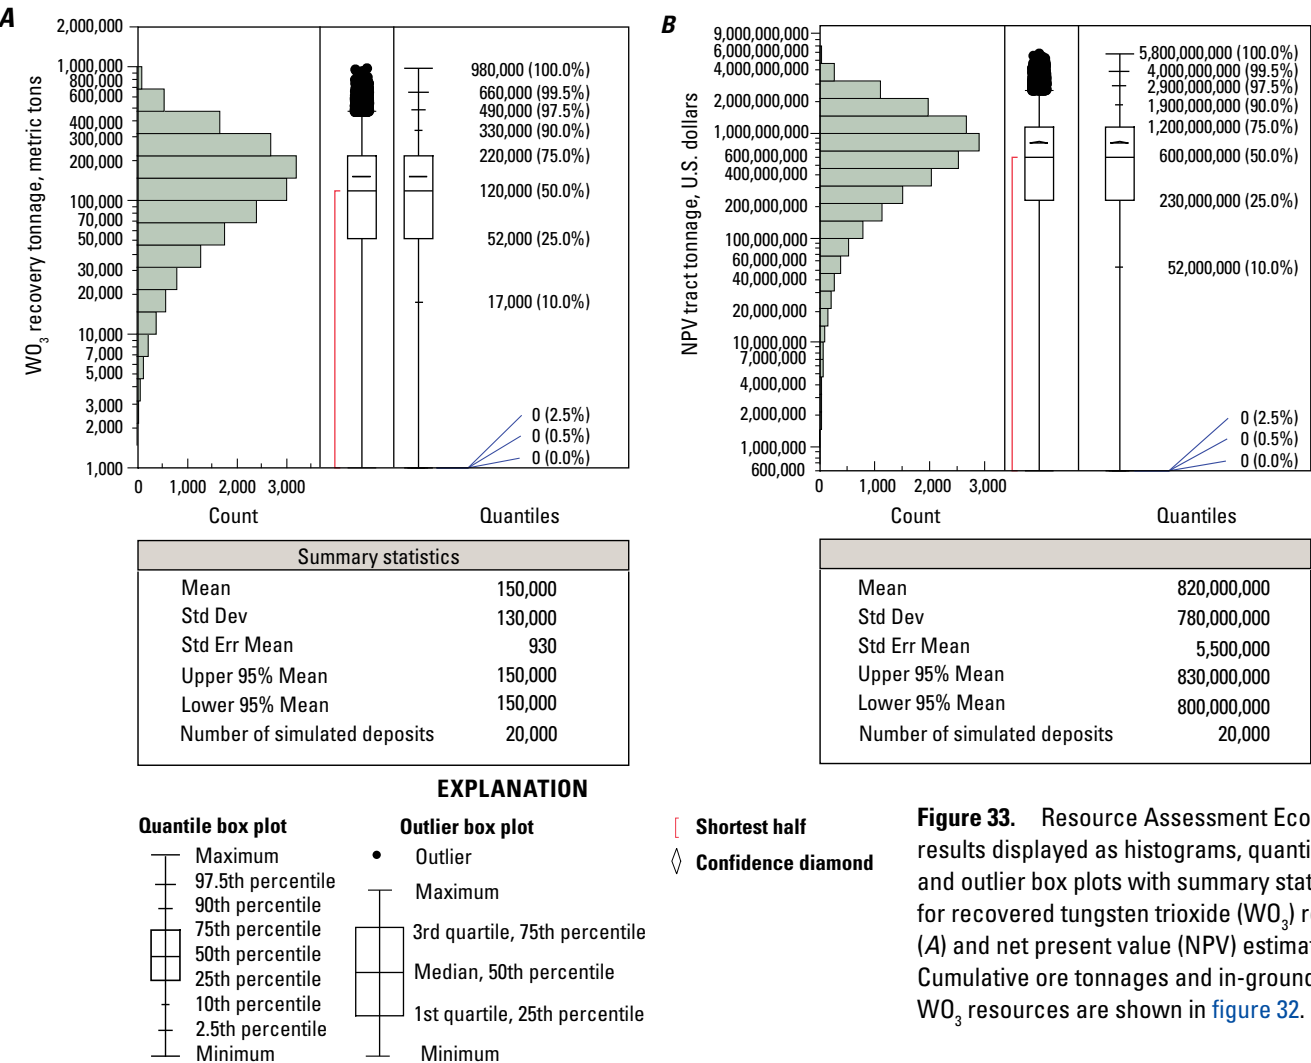 A
WO3 recovery tonnage, metric tons
2,000,000
1,000,000
800,000
600,000
400,000
300,000
200,000
100,000
70,000
50,000
30,000
20,000
10,000
7,000
5,000
3,000
2,000
1,000
0 1,000 2,000 3,000
Count
980,000 (100.0%)
660,000 (99.5%)
490,000 (97.5%)
330,000 (90.0%)
220,000 (75.0%)
120,000 (50.0%)
52,000 (25.0%)
17,000 (10.0%)
0 (2.5%)
0 (0.5%)
0 (0.0%)
Quantiles
Summary statistics
Mean 150,000
Std Dev 130,000
Std Err Mean 930
Upper 95% Mean 150,000
Lower 95% Mean 150,000
Number of simulated deposits 20,000
B
NPV tract tonnage, U.S. dollars
9,000,000,000
6,000,000,000
4,000,000,000
2,000,000,000
1,000,000,000
600,000,000
400,000,000
200,000,000
100,000,000
60,000,000
40,000,000
20,000,000
10,000,000
7,000,000
4,000,000
2,000,000
1,000,000
600,000
0 1,000 2,000 3,000
Count
5,800,000,000 (100.0%)
4,000,000,000 (99.5%)
2,900,000,000 (97.5%)
1,900,000,000 (90.0%)
1,200,000,000 (75.0%)
600,000,000 (50.0%)
230,000,000 (25.0%)
52,000,000 (10.0%)
0 (2.5%)
0 (0.5%)
0 (0.0%)
Quantiles
Mean 820,000,000
Std Dev 780,000,000
Std Err Mean 5,500,000
Upper 95% Mean 830,000,000
Lower 95% Mean 800,000,000
Number of simulated deposits 20,000
EXPLANATION
Quantile box plot
Maximum
97.5th percentile
90th percentile
75th percentile
50th percentile
25th percentile
10th percentile
2.5th percentile
Minimum
Outlier box plot
Outlier
Maximum
3rd quartile, 75th percentile
Median, 50th percentile
1st quartile, 25th percentile
Minimum
Shortest half
Confidence diamond
Figure 33. Resource Assessment Eco
results displayed as histograms, quanti
and outlier box plots with summary stat
for recovered tungsten trioxide (WO3) r
(A) and net present value (NPV) estima
Cumulative ore tonnages and in-ground
WO3 resources are shown in figure 32.